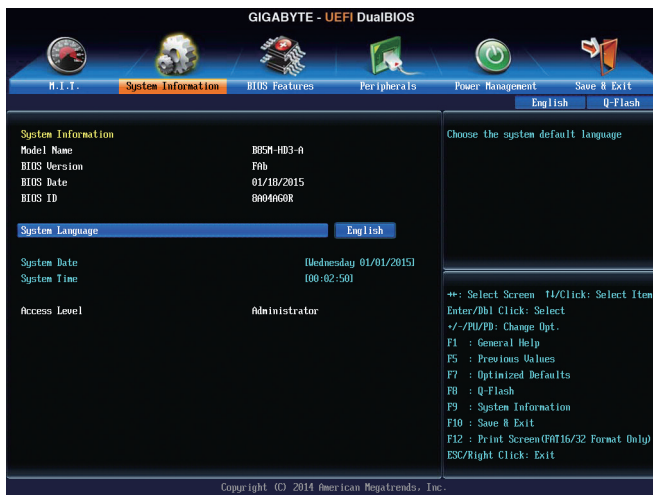 GIGABYTE - UEFI DualBIOS
M.I.T. System Information BIOS Features Peripherals Power Management Save & Exit
English Q-Flash
System Information
Model Name B85M-HD3-A
BIOS Version FAb
BIOS Date 01/18/2015
BIOS ID 8A04AG0R
System Language English
System Date [Wednesday 01/01/2015]
System Time [00:02:50]
Access Level Administrator
Choose the system default language
→←: Select Screen ↑↓/Click: Select Item
Enter/Dbl Click: Select
+/-/PU/PD: Change Opt.
F1 : General Help
F5 : Previous Values
F7 : Optimized Defaults
F8 : Q-Flash
F9 : System Information
F10 : Save & Exit
F12 : Print Screen(FAT16/32 Format Only)
ESC/Right Click: Exit
Copyright (C) 2014 American Megatrends, Inc.